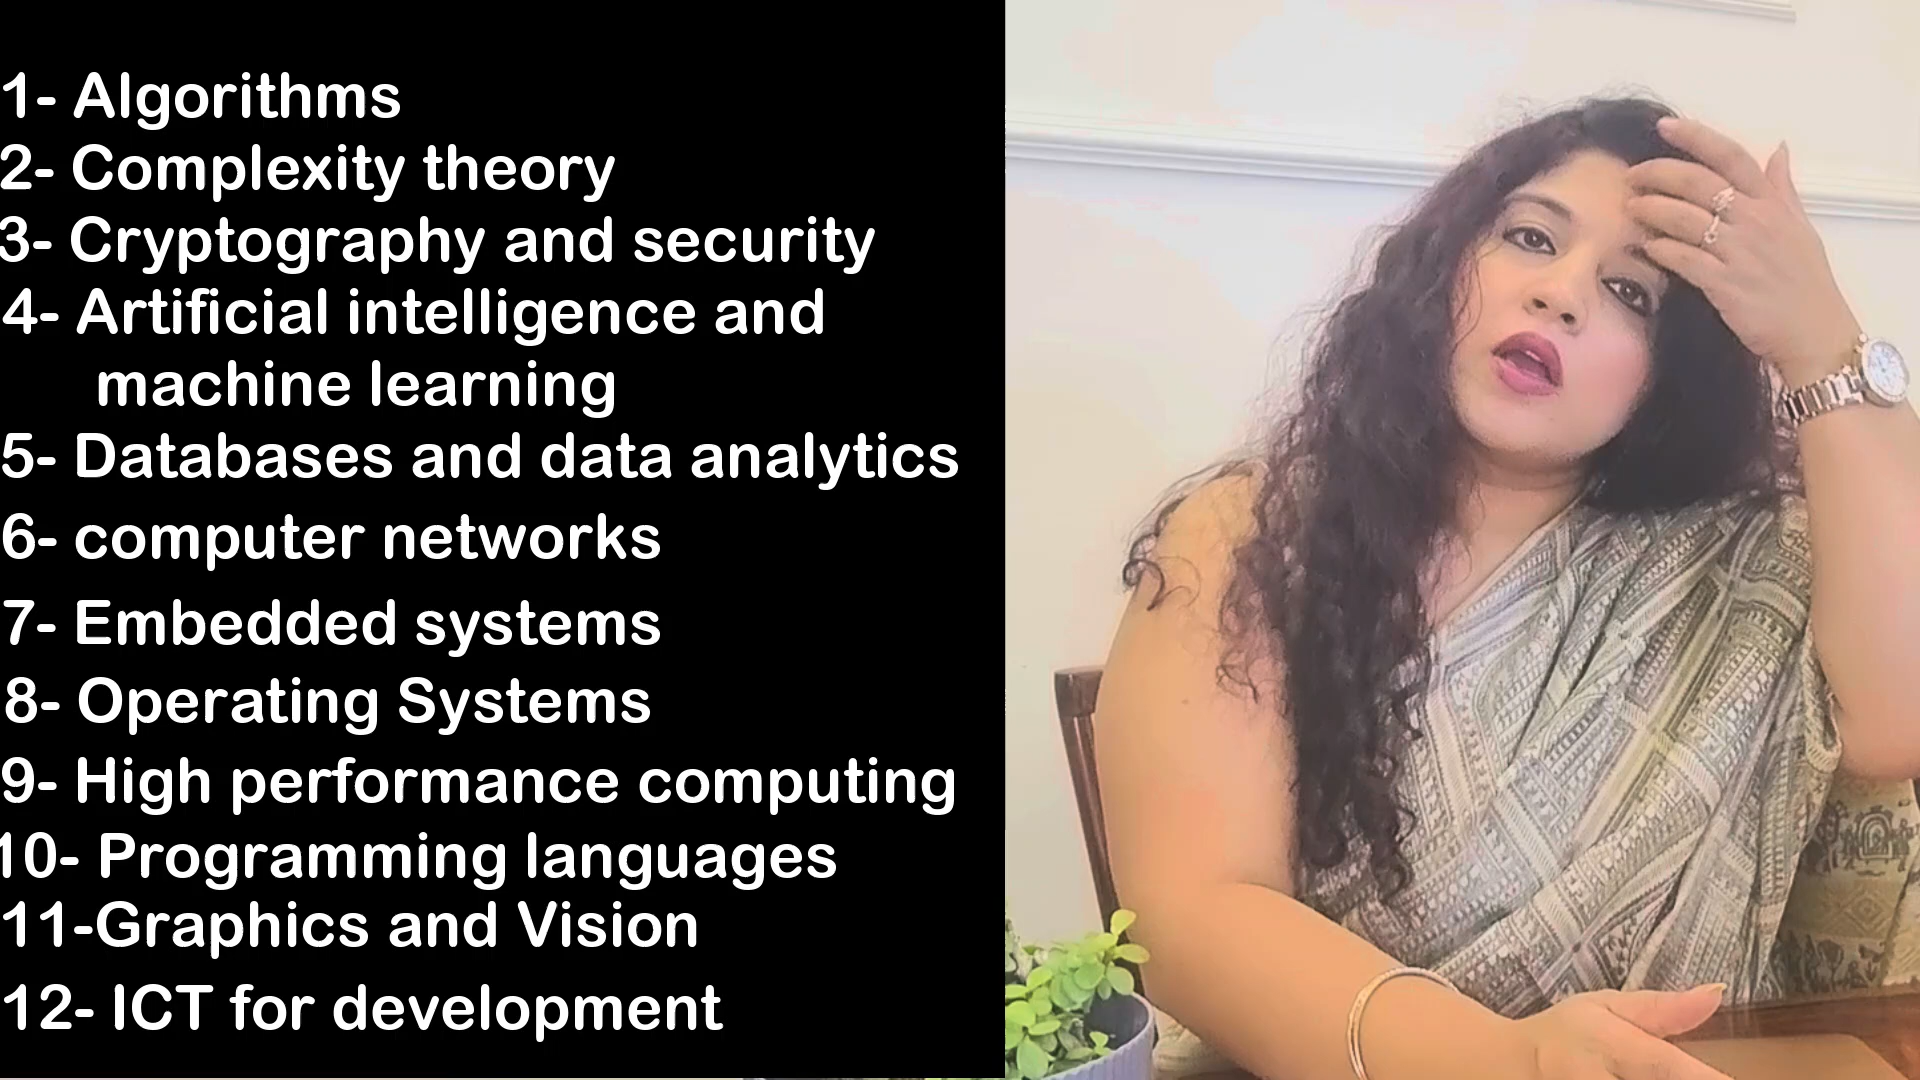 1- Algorithms
2- Complexity theory
3- Cryptography and security
4- Artificial intelligence and
machine learning
5- Databases and data analytics
6- computer networks
7- Embedded systems
8- Operating Systems
9- High performance computing
10- Programming languages
11-Graphics and Vision
12- ICT for development